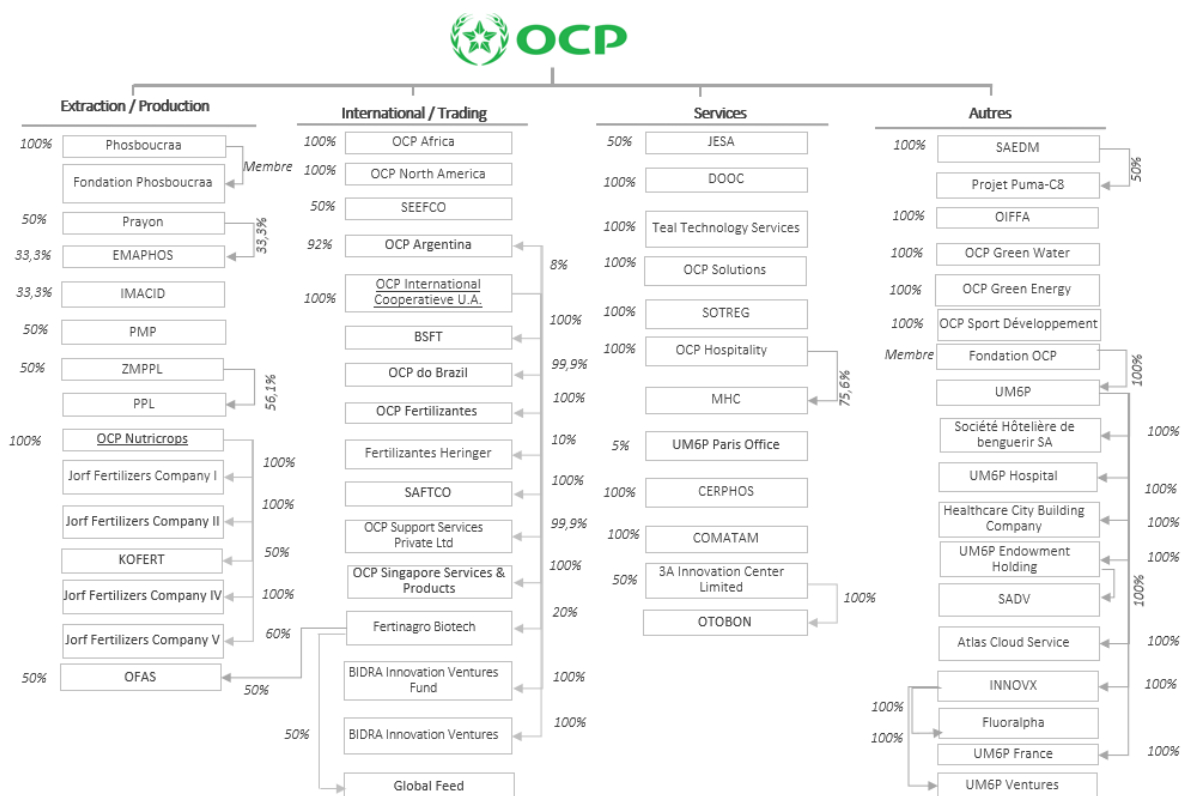 OCP
Extraction / Production
100%
Phosboucraa
Membre
Fondation Phosboucraa
50%
Prayon
33,3%
33,3%
EMAPHOS
33,3%
IMACID
50%
PMP
50%
ZMPPL
56,1%
PPL
100%
OCP Nutricrops
100%
Jorf Fertilizers Company I
100%
Jorf Fertilizers Company II
50%
KOFERT
100%
Jorf Fertilizers Company IV
60%
Jorf Fertilizers Company V
50%
OFAS
50%
International / Trading
100%
OCP Africa
100%
OCP North America
50%
SEEFCO
92%
OCP Argentina
8%
100%
OCP International
Cooperatieve U.A.
100%
BSFT
99,9%
OCP do Brazil
100%
OCP Fertilizantes
10%
Fertilizantes Heringer
100%
SAFTCO
99,9%
OCP Support Services
Private Ltd
100%
OCP Singapore Services &
Products
20%
Fertinagro Biotech
100%
BIDRA Innovation Ventures
Fund
100%
BIDRA Innovation Ventures
50%
Global Feed
Services
50%
JESA
100%
DOOC
100%
Teal Technology Services
100%
OCP Solutions
100%
SOTREG
100%
OCP Hospitality
75,6%
MHC
5%
UM6P Paris Office
100%
CERPHOS
100%
COMATAM
50%
3A Innovation Center
Limited
100%
OTOBON
Autres
100%
SAEDM
50%
Projet Puma-C8
100%
OIFFA
100%
OCP Green Water
100%
OCP Green Energy
100%
OCP Sport Développement
Membre
Fondation OCP
100%
UM6P
Société Hôtelière de
benguerir SA
100%
UM6P Hospital
100%
Healthcare City Building
Company
100%
UM6P Endowment
Holding
100%
SADV
100%
Atlas Cloud Service
100%
INNOVX
100%
100%
Fluoralpha
100%
UM6P France
100%
UM6P Ventures